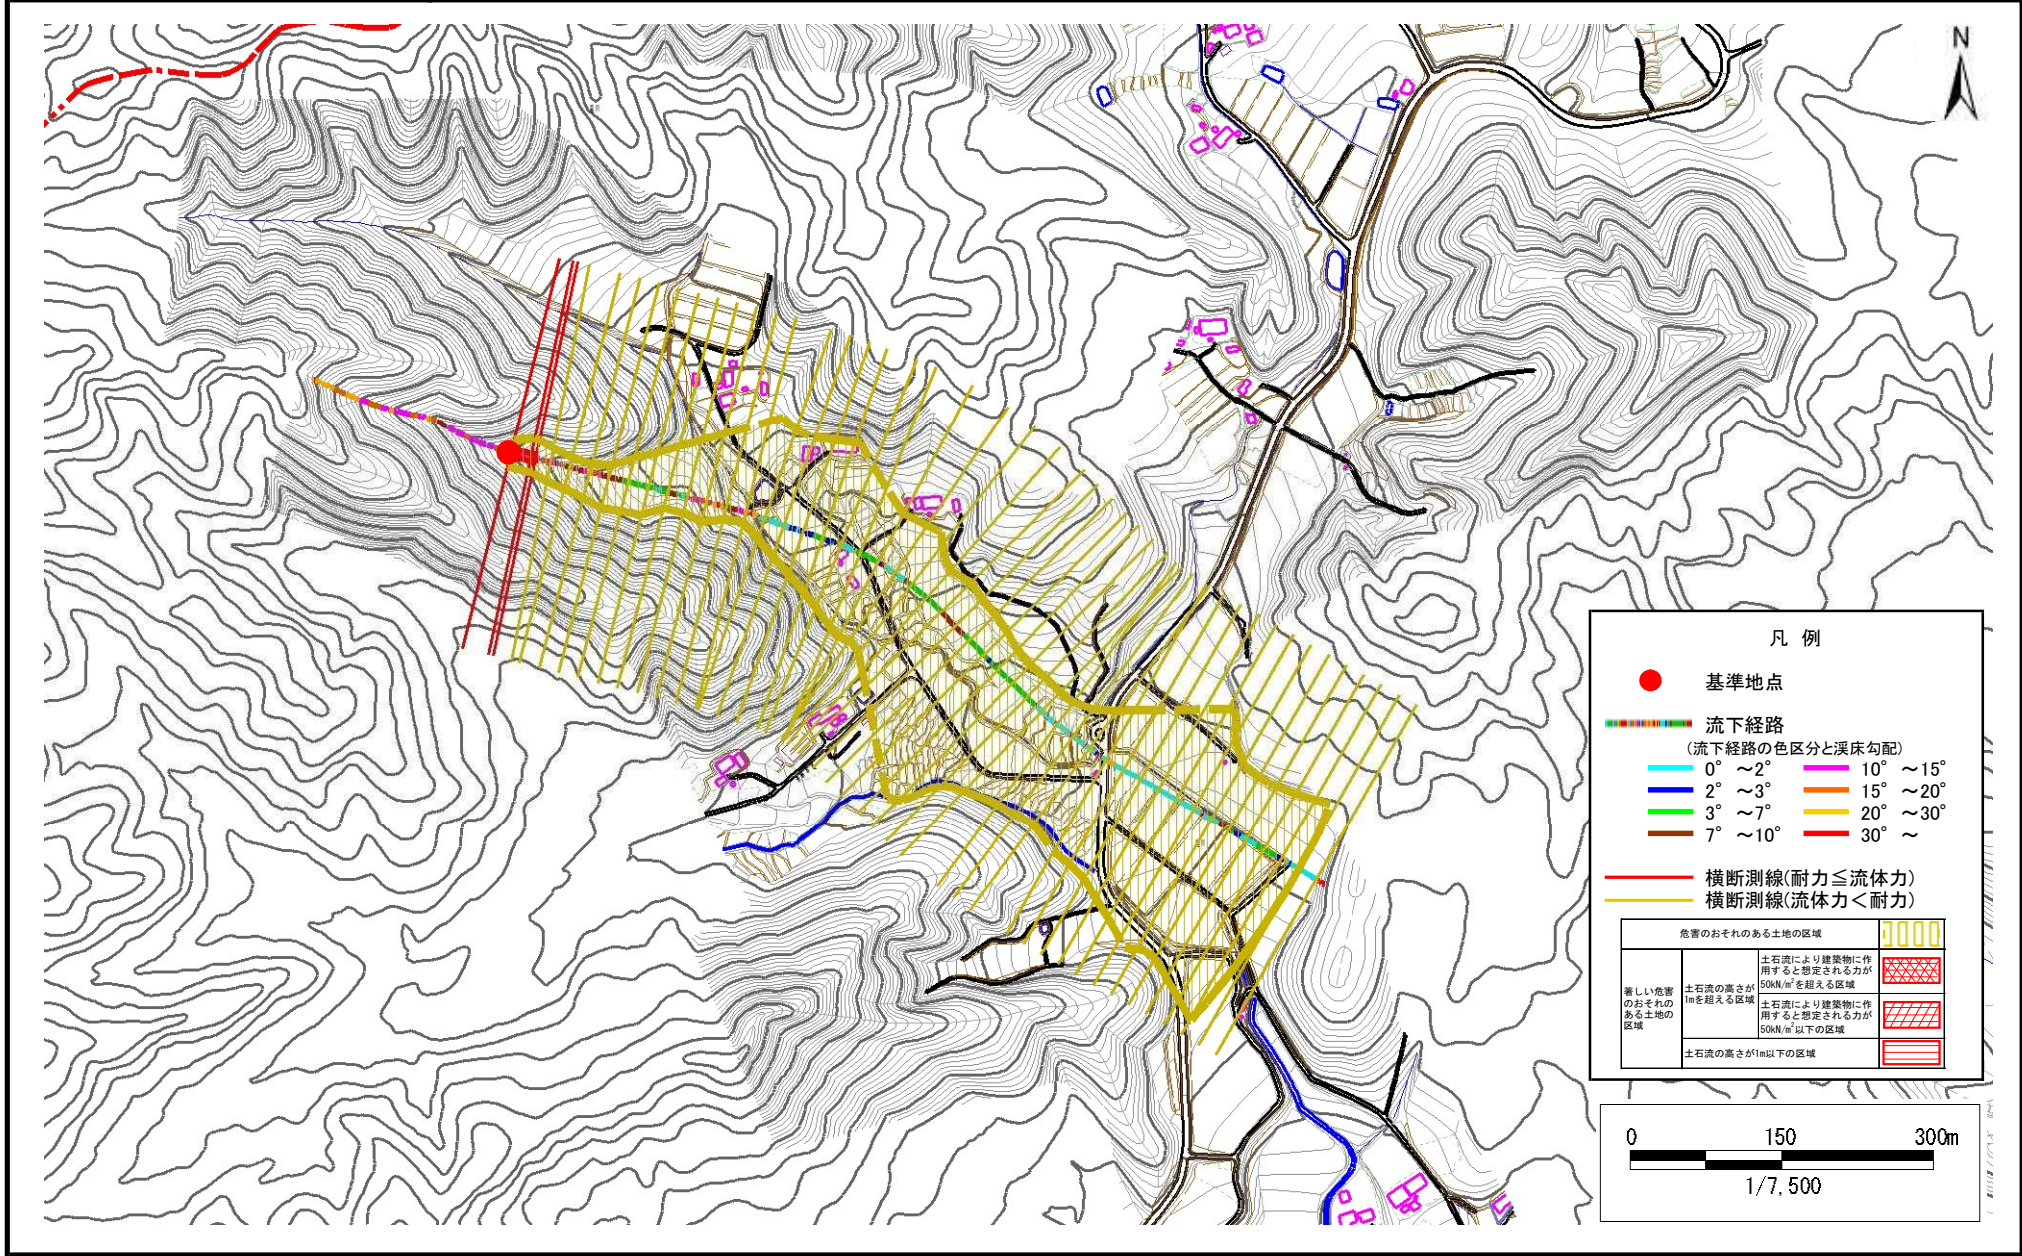 N
凡 例
基準地点
流下経路
(流下経路の色区分と渓床勾配)
0° ～2° 10° ～15°
2° ～3° 15° ～20°
3° ～7° 20° ～30°
7° ～10° 30° ～
横断測線(耐力≦流体力)
横断測線(流体力＜耐力)
危害のおそれのある土地の区域
著しい危害
のおそれの
ある土地の
区域
土石流の高さが
1mを超える区域
土石流により建築物に作
用すると想定される力が
50kN/㎡を超える区域
土石流により建築物に作
用すると想定される力が
50kN/㎡以下の区域
土石流の高さが1m以下の区域
0 150 300m
1/7,500